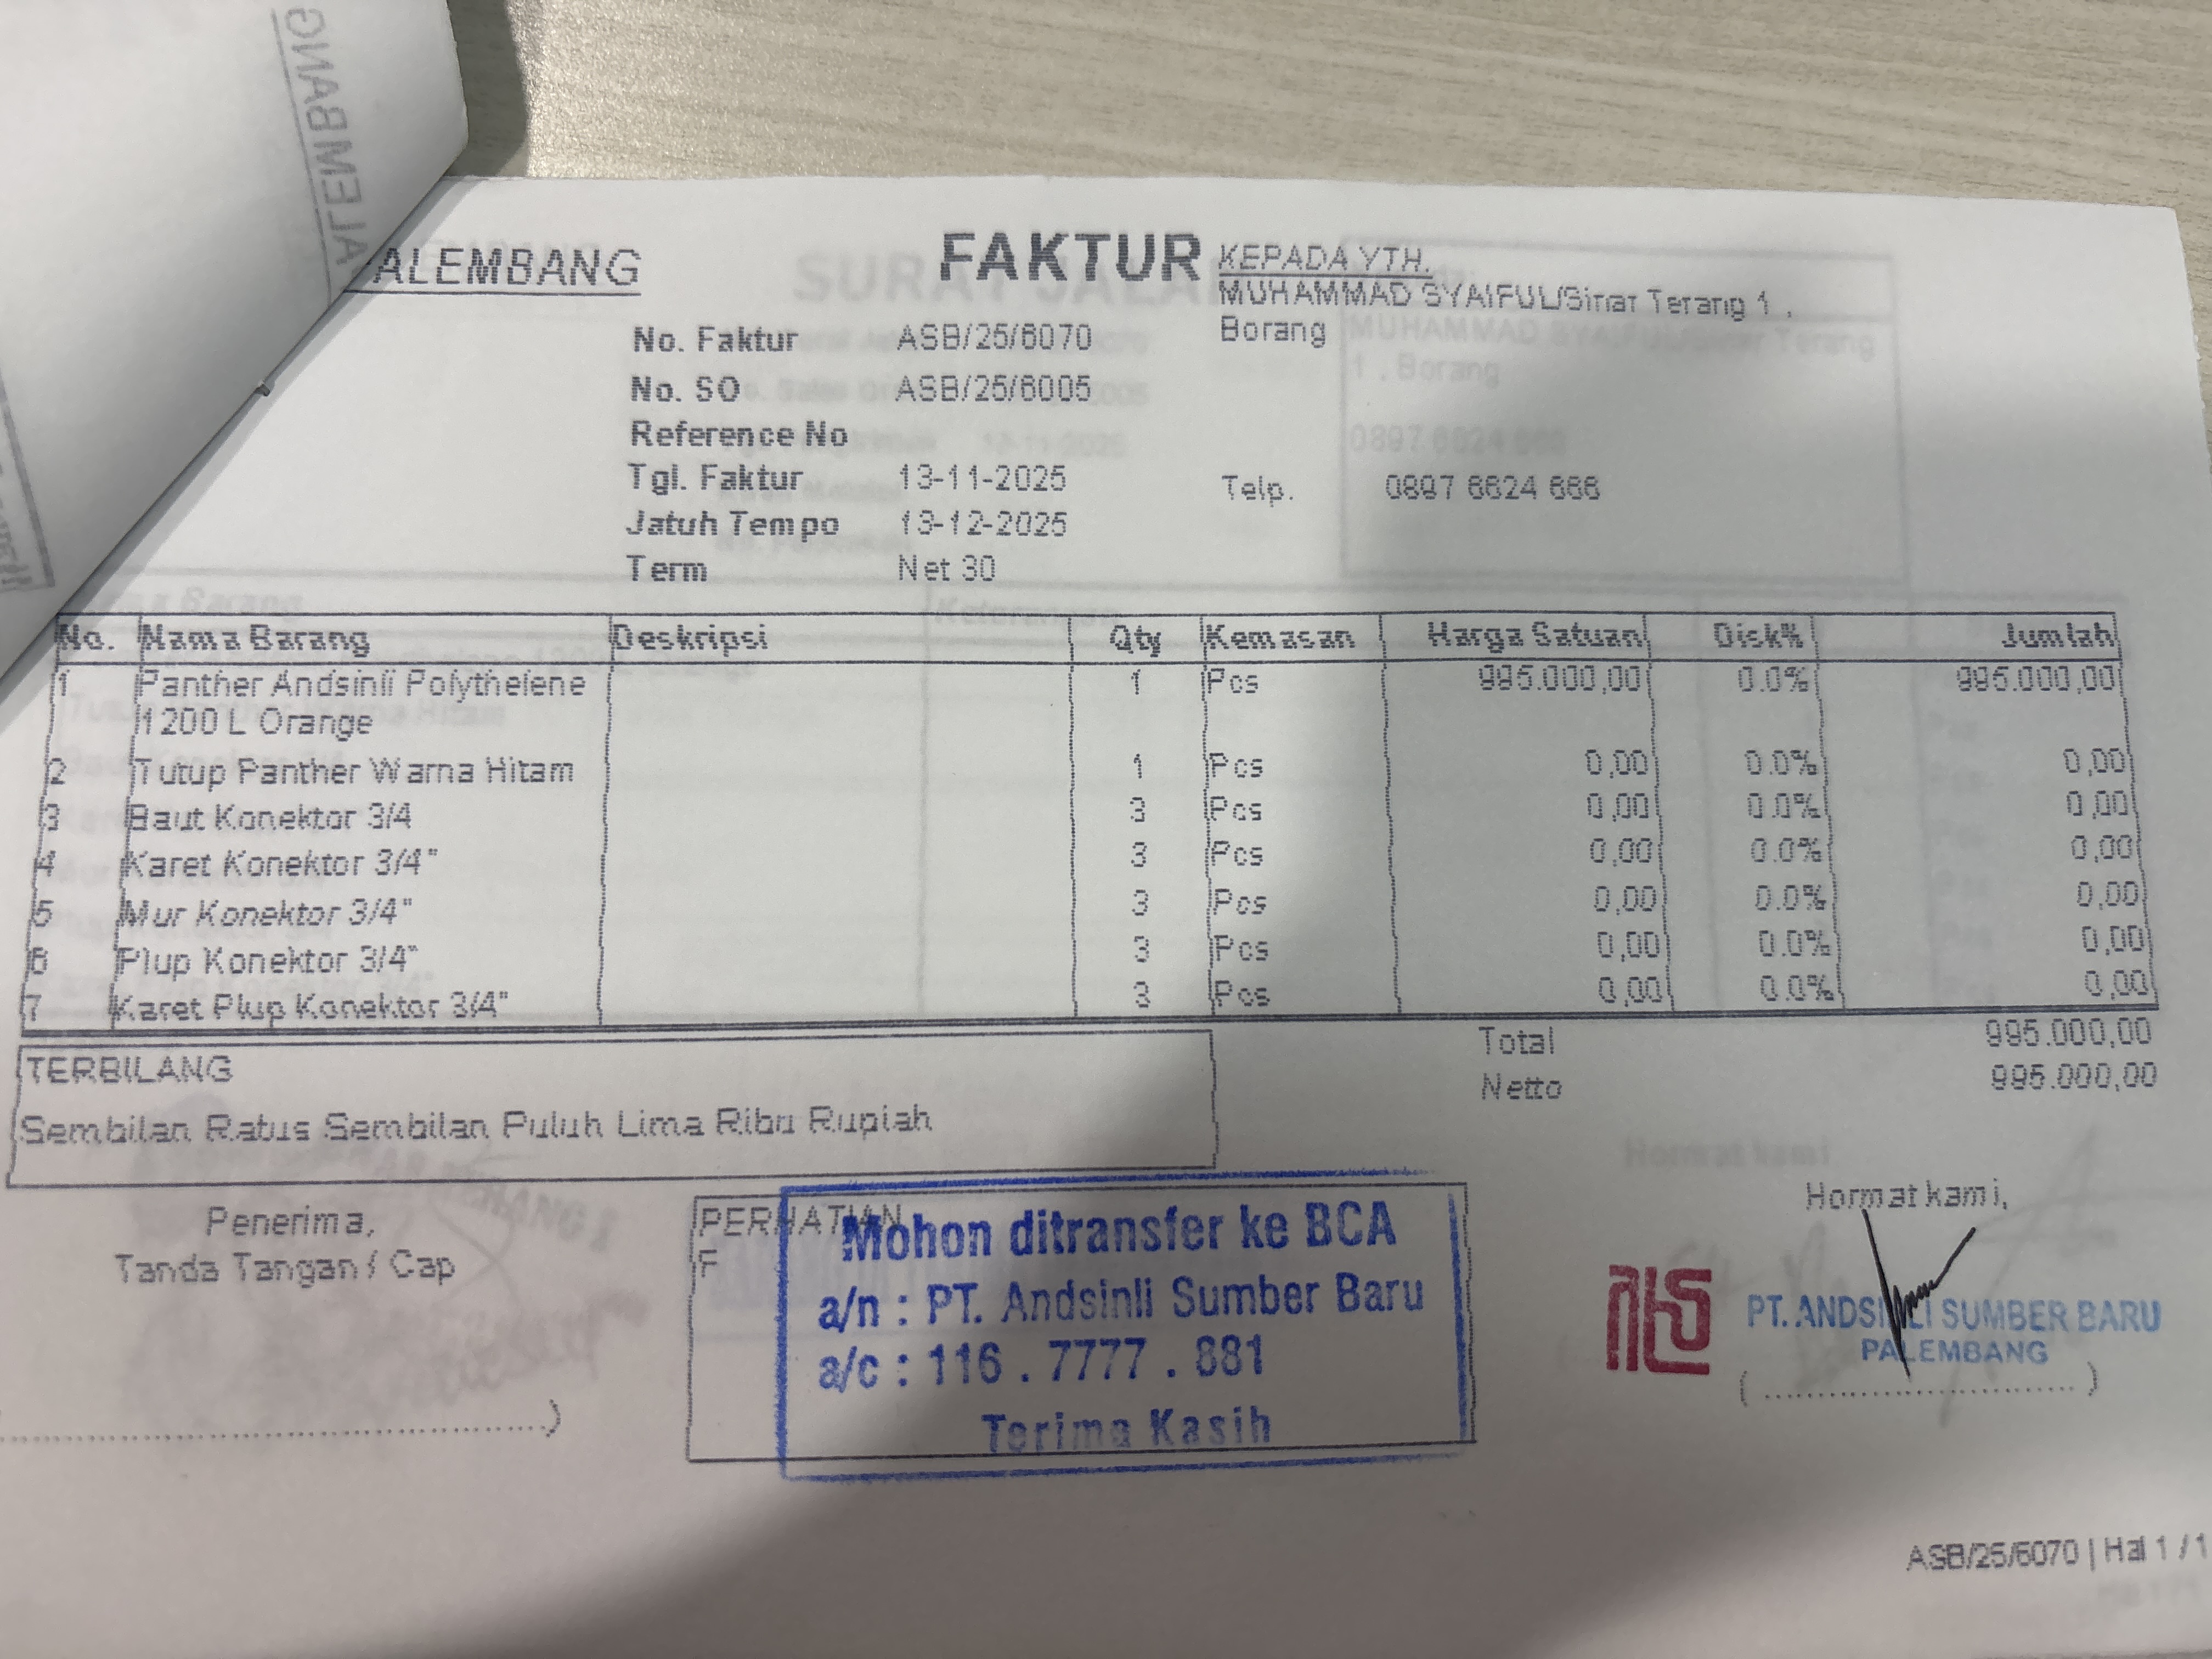 ALEMBANG
FAKTUR
KEPADA YTH.
MUHAMMAD SYAIFUL/Sinar Terang 1 ,
Borang
No. Faktur ASB/25/6070
No. SO ASB/25/6005
Reference No
Tgl. Faktur 13-11-2025
Telp. 0897 6624 666
Jatuh Tempo 13-12-2025
Term Net 30
No. Nama Barang Deskripsi Qty Kemasan Harga Satuan Disk% Jumlah
1 Panther Andsinli Polythelene 1 Pcs 995.000,00 0.0% 995.000,00
1200 L Orange
2 Tutup Panther Warna Hitam 1 Pcs 0,00 0.0% 0,00
3 Baut Konektor 3/4 3 Pcs 0,00 0.0% 0,00
4 Karet Konektor 3/4" 3 Pcs 0,00 0.0% 0,00
5 Mur Konektor 3/4" 3 Pcs 0,00 0.0% 0,00
6 Plup Konektor 3/4" 3 Pcs 0,00 0.0% 0,00
7 Karet Plup Konektor 3/4" 3 Pcs 0,00 0.0% 0,00
Total 995.000,00
Netto 995.000,00
TERBILANG
Sembilan Ratus Sembilan Puluh Lima Ribu Rupiah
Penerima,
Tanda Tangan / Cap
PERHATIAN
F
Mohon ditransfer ke BCA
a/n : PT. Andsinli Sumber Baru
a/c : 116 . 7777 . 881
Terima Kasih
Hormat kami,
PT. ANDSINLI SUMBER BARU
PALEMBANG
ASB/25/6070 | Hal 1 / 1